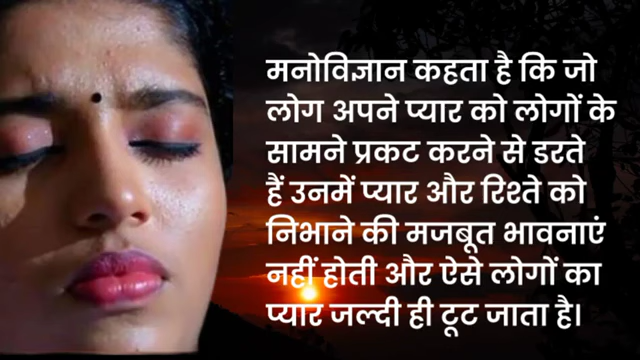 मनोविज्ञान कहता है कि जो
लोग अपने प्यार को लोगों के
सामने प्रकट करने से डरते
हैं उनमें प्यार और रिश्ते को
निभाने की मजबूत भावनाएं
नहीं होती और ऐसे लोगों का
प्यार जल्दी ही टूट जाता है।